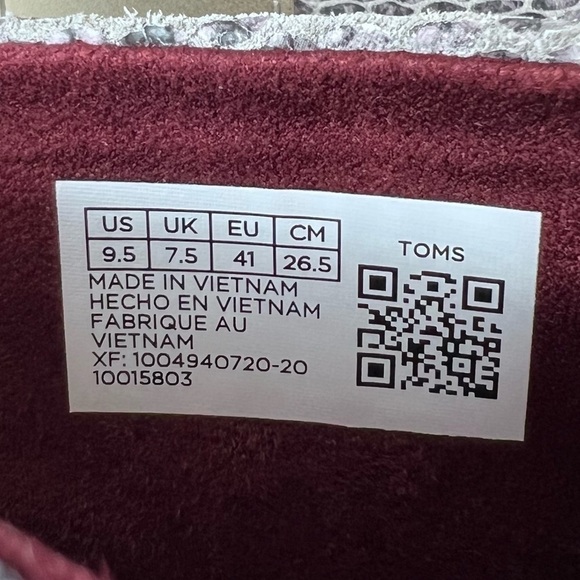 US UK EU CM
9.5 7.5 41 26.5
TOMS
MADE IN VIETNAM
HECHO EN VIETNAM
FABRIQUE AU
VIETNAM
XF: 1004940720-20
10015803